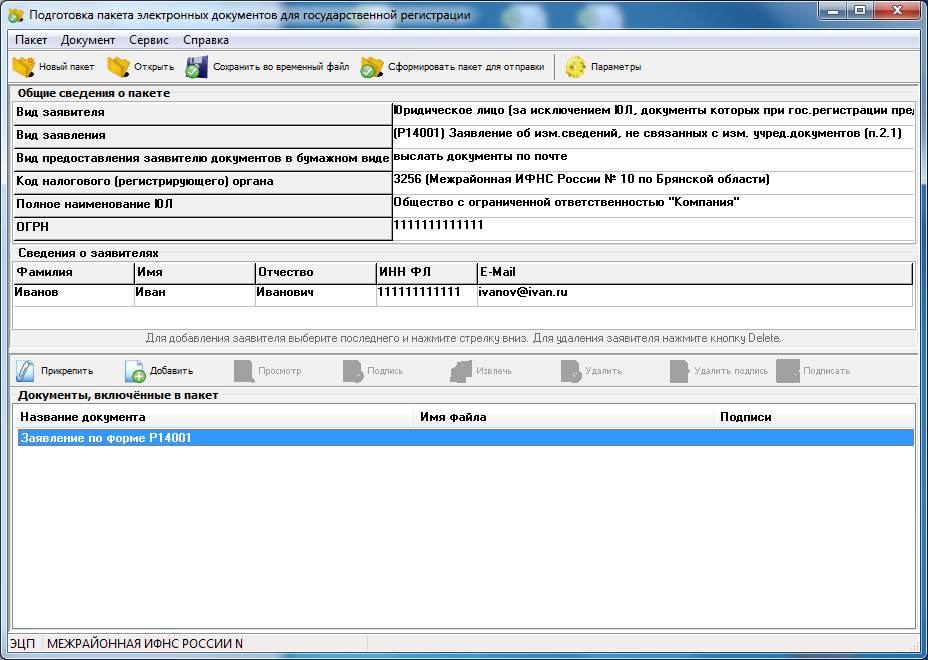 Подготовка пакета электронных документов для государственной регистрации
Пакет Документ Сервис Справка
Новый пакет Открыть Сохранить во временный файл Сформировать пакет для отправки Параметры
Общие сведения о пакете
Вид заявителя Юридическое лицо (за исключением ЮЛ, документы которых при гос.регистрации пред
Вид заявления (Р14001) Заявление об изм.сведений, не связанных с изм. учред.документов (п.2.1)
Вид предоставления заявителю документов в бумажном виде выслать документы по почте
Код налогового (регистрирующего) органа 3256 (Межрайонная ИФНС России № 10 по Брянской области)
Полное наименование ЮЛ Общество с ограниченной ответственностью "Компания"
ОГРН 1111111111111
Сведения о заявителях
Фамилия Имя Отчество ИНН ФЛ E-Mail
Иванов Иван Иванович 111111111111 ivanov@ivan.ru
Для добавления заявителя выберите последнего и нажмите стрелку вниз. Для удаления заявителя нажмите кнопку Delete.
Прикрепить Добавить Просмотр Подпись Извлечь Удалить Удалить подпись Подписать
Документы, включённые в пакет
Название документа Имя файла Подписи
Заявление по форме Р14001
ЭЦП МЕЖРАЙОННАЯ ИФНС РОССИИ N